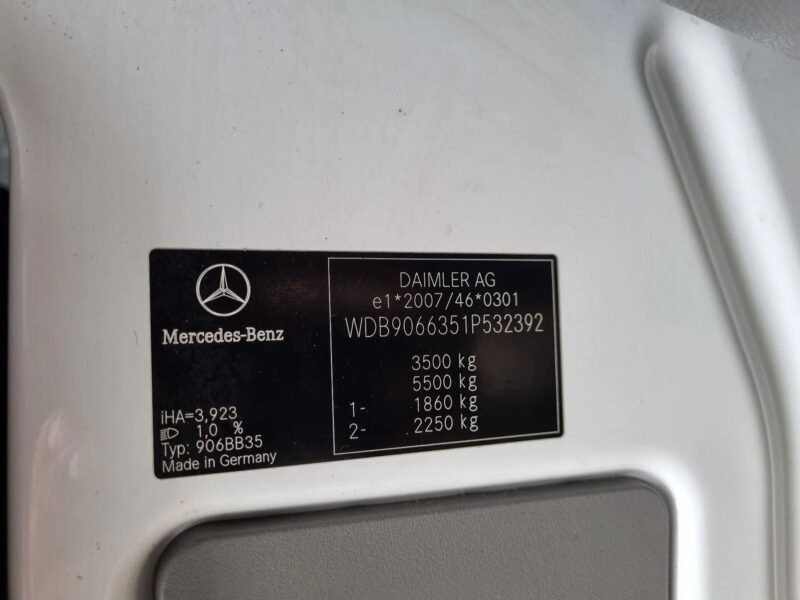 Mercedes-Benz
iHA=3,923
1,0 %
Typ: 906BB35
Made in Germany
DAIMLER AG
e1*2007/46*0301
WDB9066351P532392
3500 kg
5500 kg
1- 1860 kg
2- 2250 kg